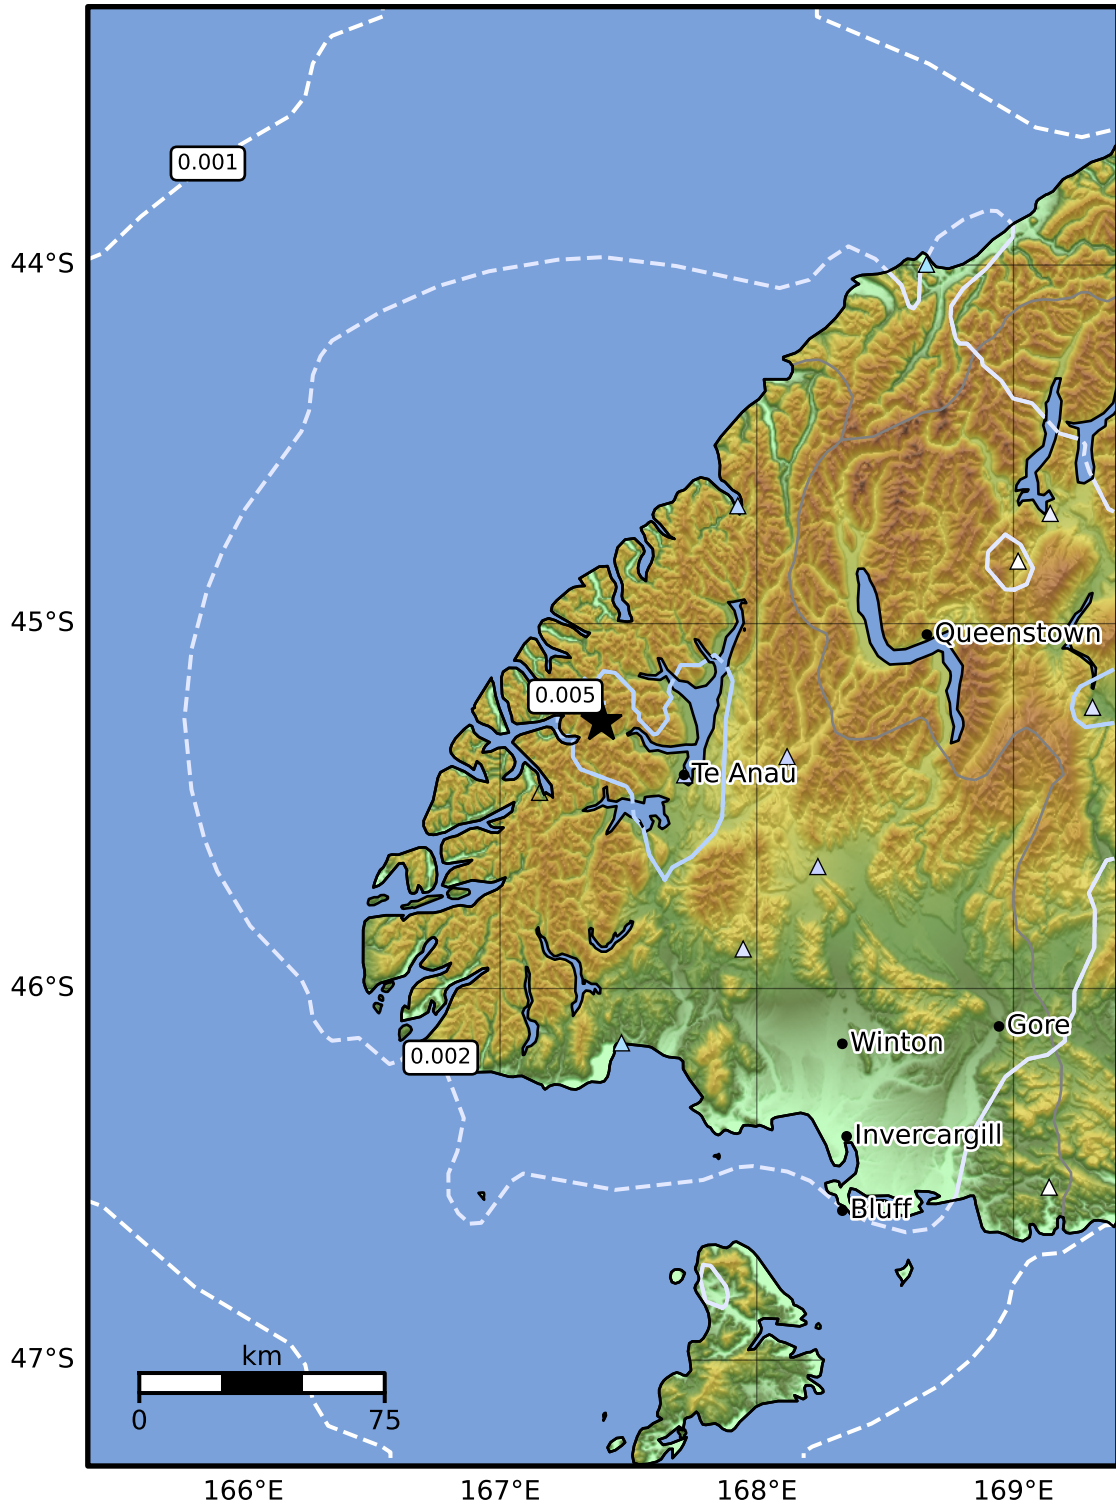 0.001
44°S
45°S
Queenstown
0.005
Te Anau
46°S
Gore
Winton
0.002
Invercargill
Bluff
km
47°S
0 75
166°E 167°E 168°E 169°E